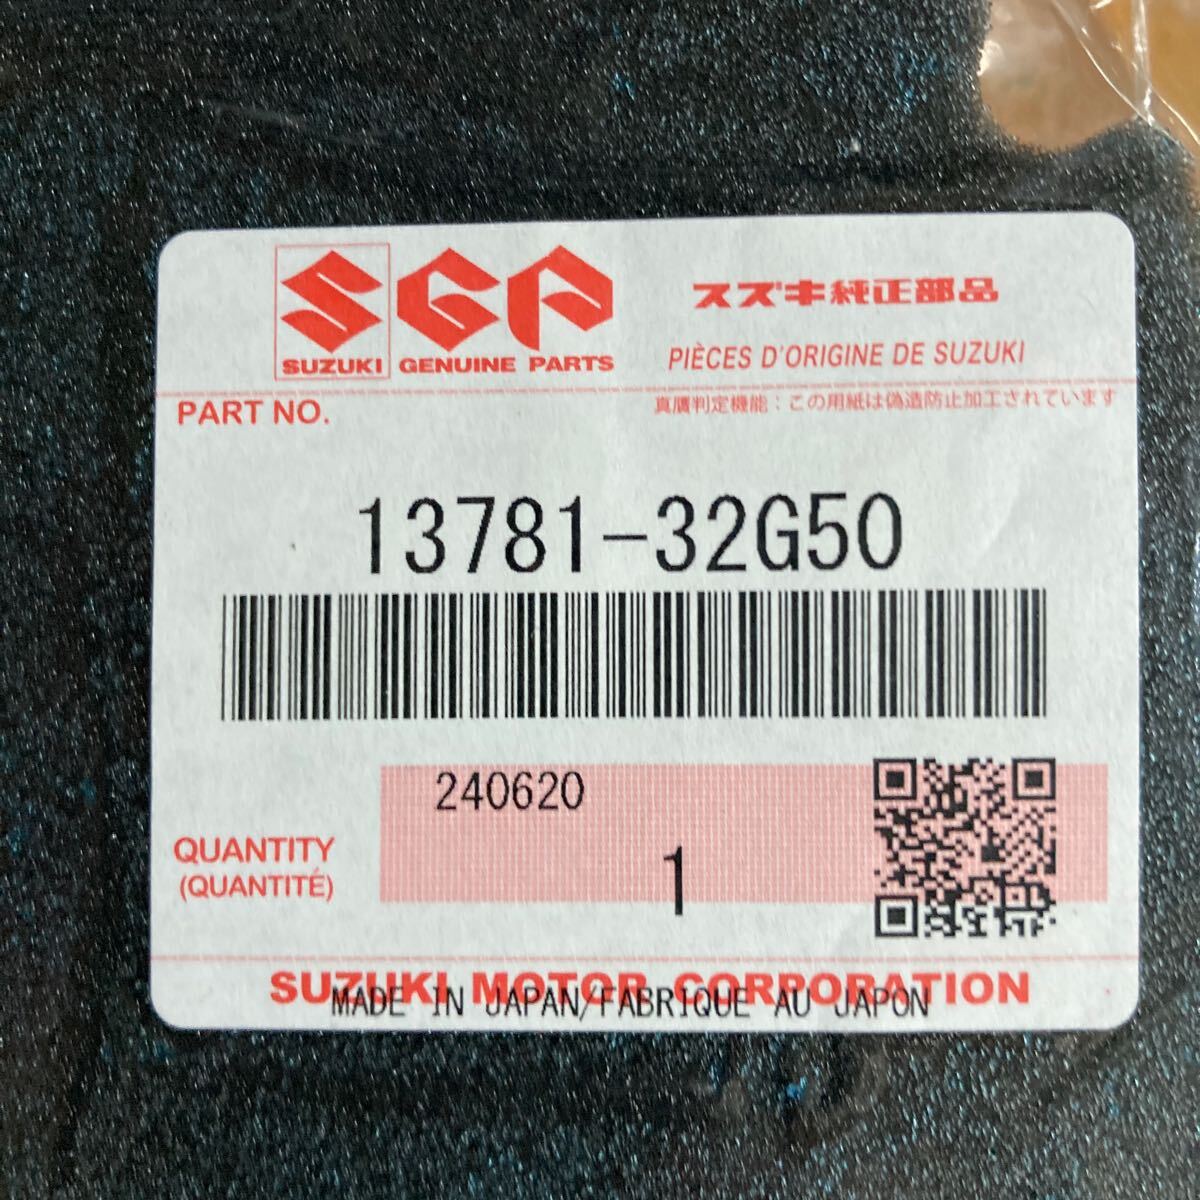 SGP
スズキ純正部品
SUZUKI GENUINE PARTS
PIÈCES D'ORIGINE DE SUZUKI
PART NO.
真贋判定機能：この用紙は偽造防止加工されています
13781-32G50
240620
QUANTITY
(QUANTITÉ)
1
SUZUKI MOTOR CORPORATION
MADE IN JAPAN/FABRIQUE AU JAPON